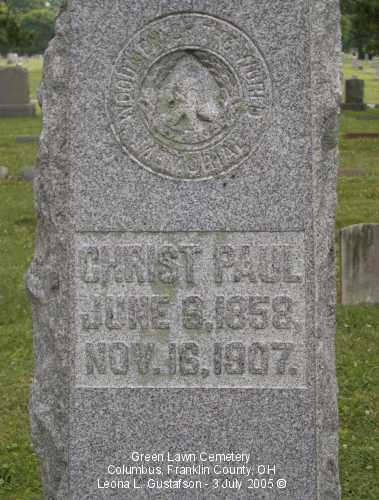 WOODMEN OF THE WORLD
MEMORIAL
CHRIST PAUL
JUNE 6, 1858,
NOV. 16, 1907.
Green Lawn Cemetery
Columbus, Franklin County, OH
Leona L. Gustafson - 3 July 2005 ©